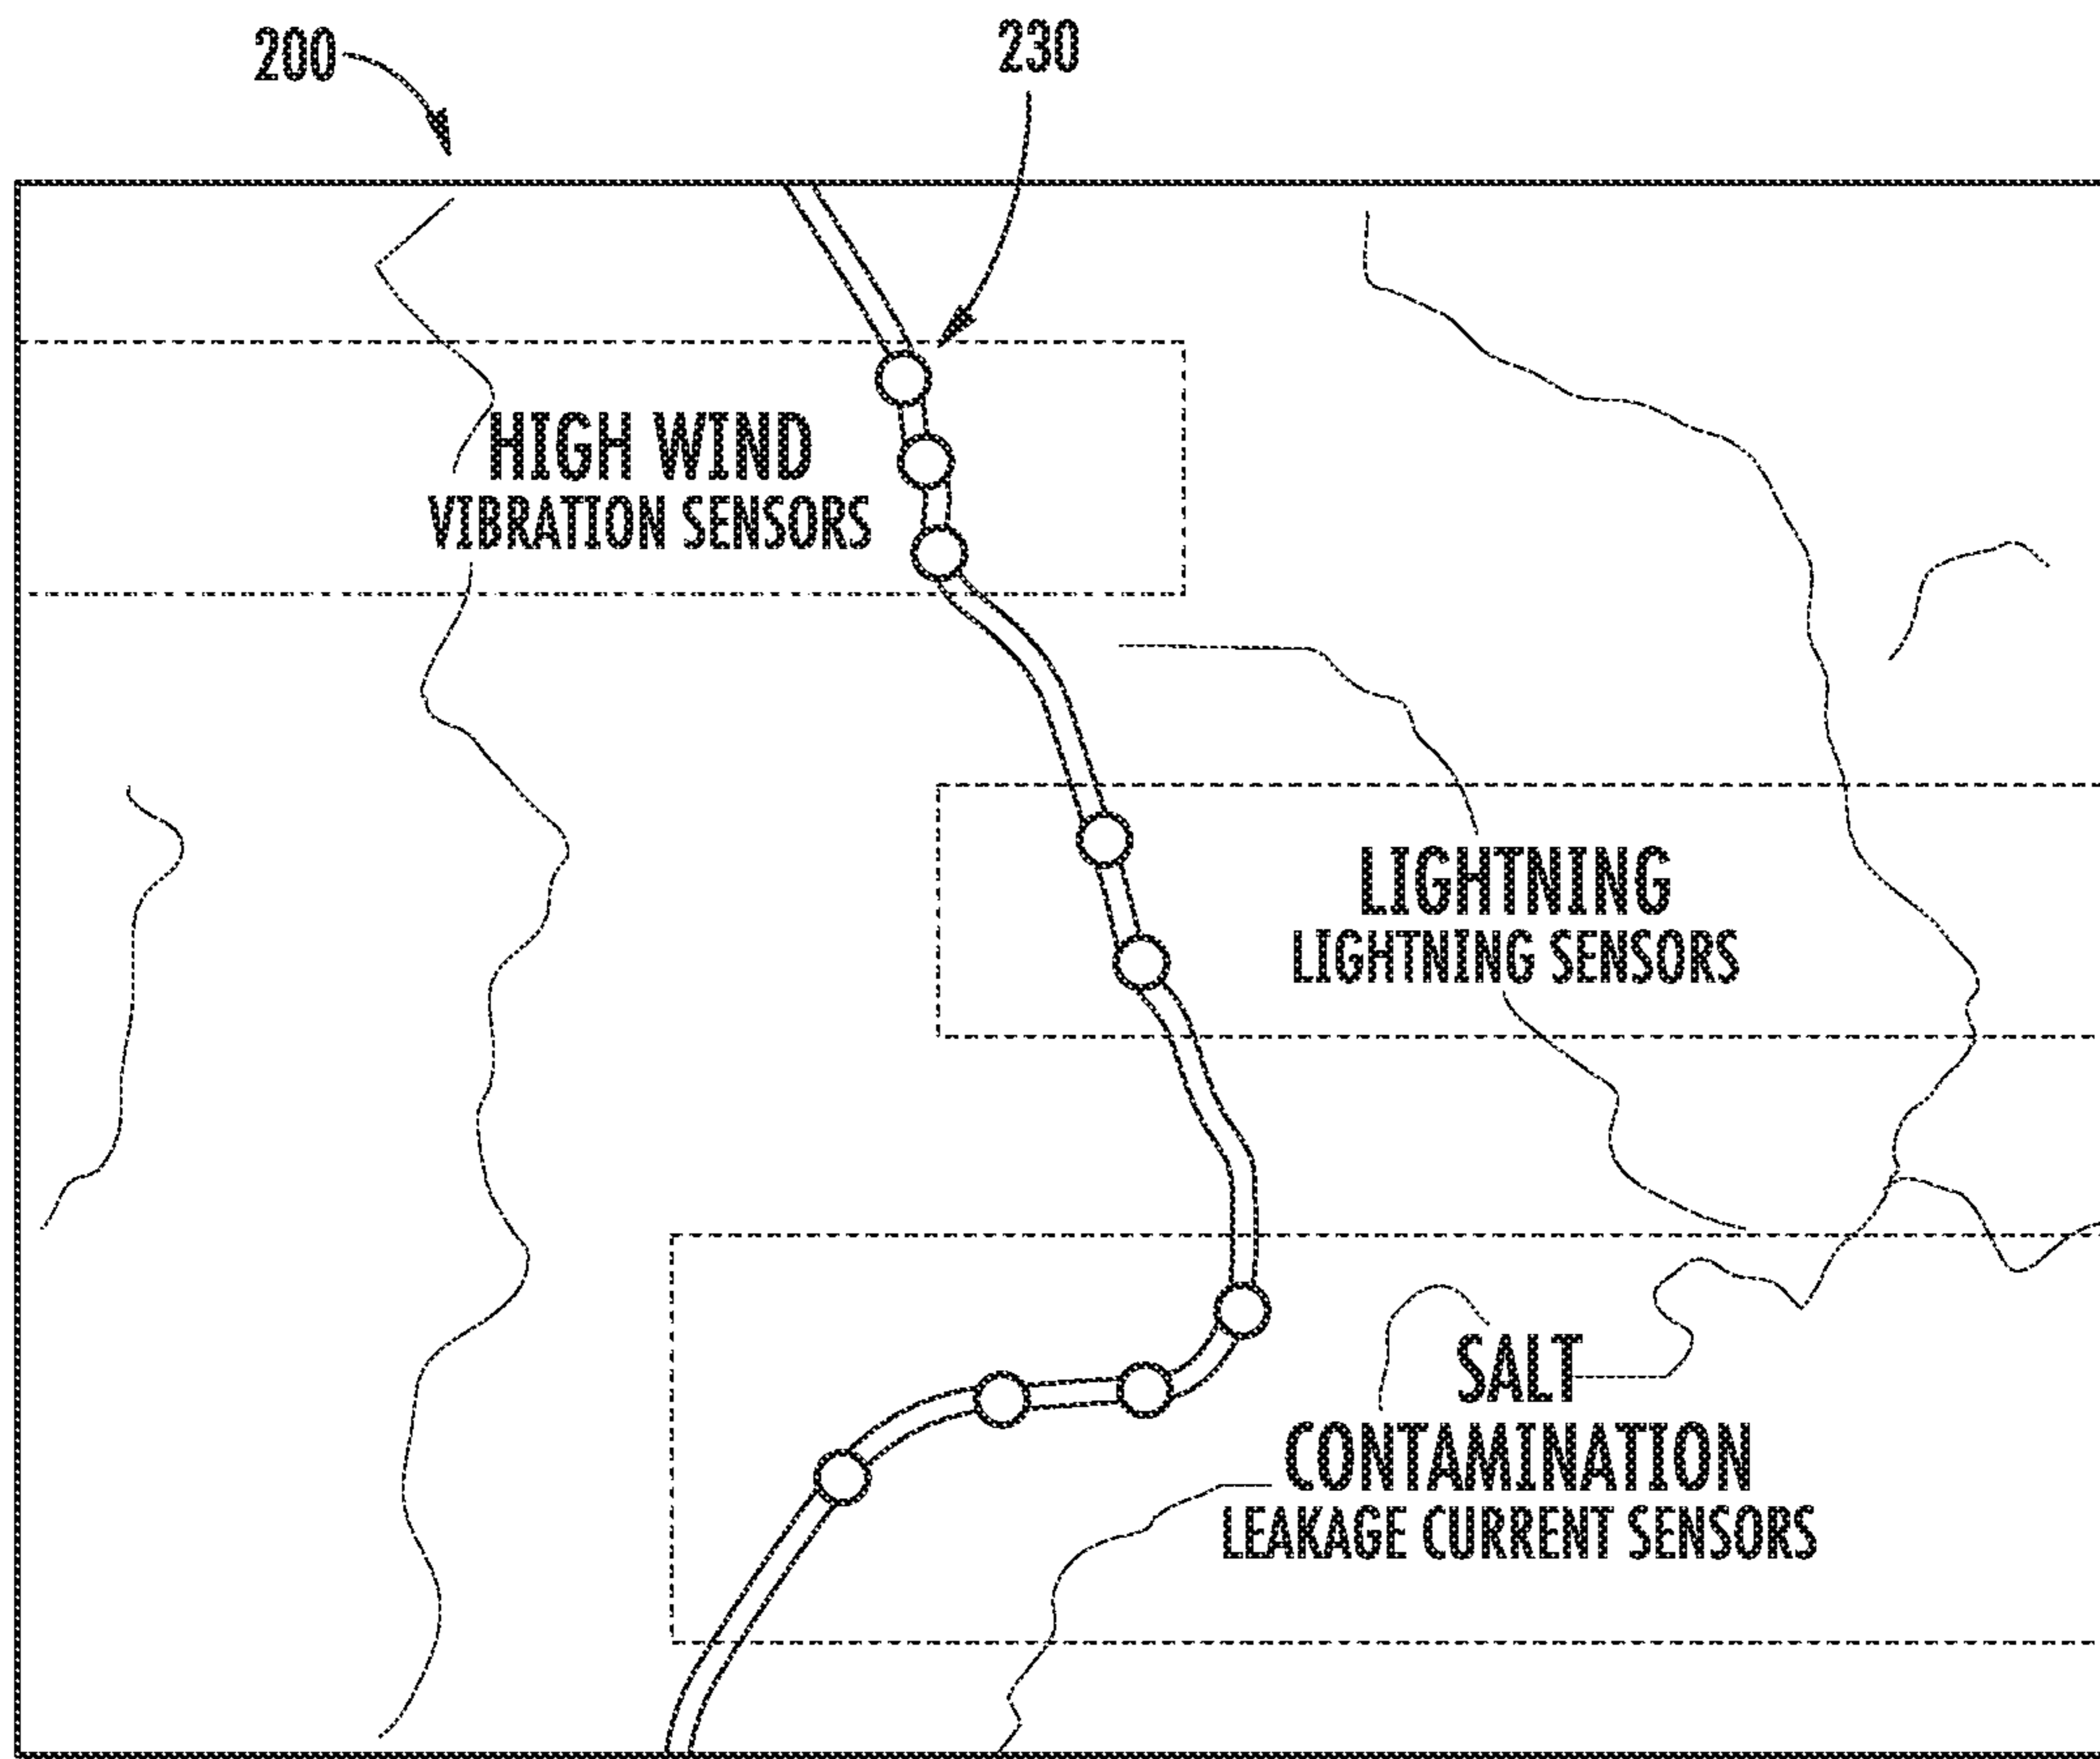 200
230
HIGH WIND
VIBRATION SENSORS
LIGHTNING
LIGHTNING SENSORS
SALT
CONTAMINATION
LEAKAGE CURRENT SENSORS